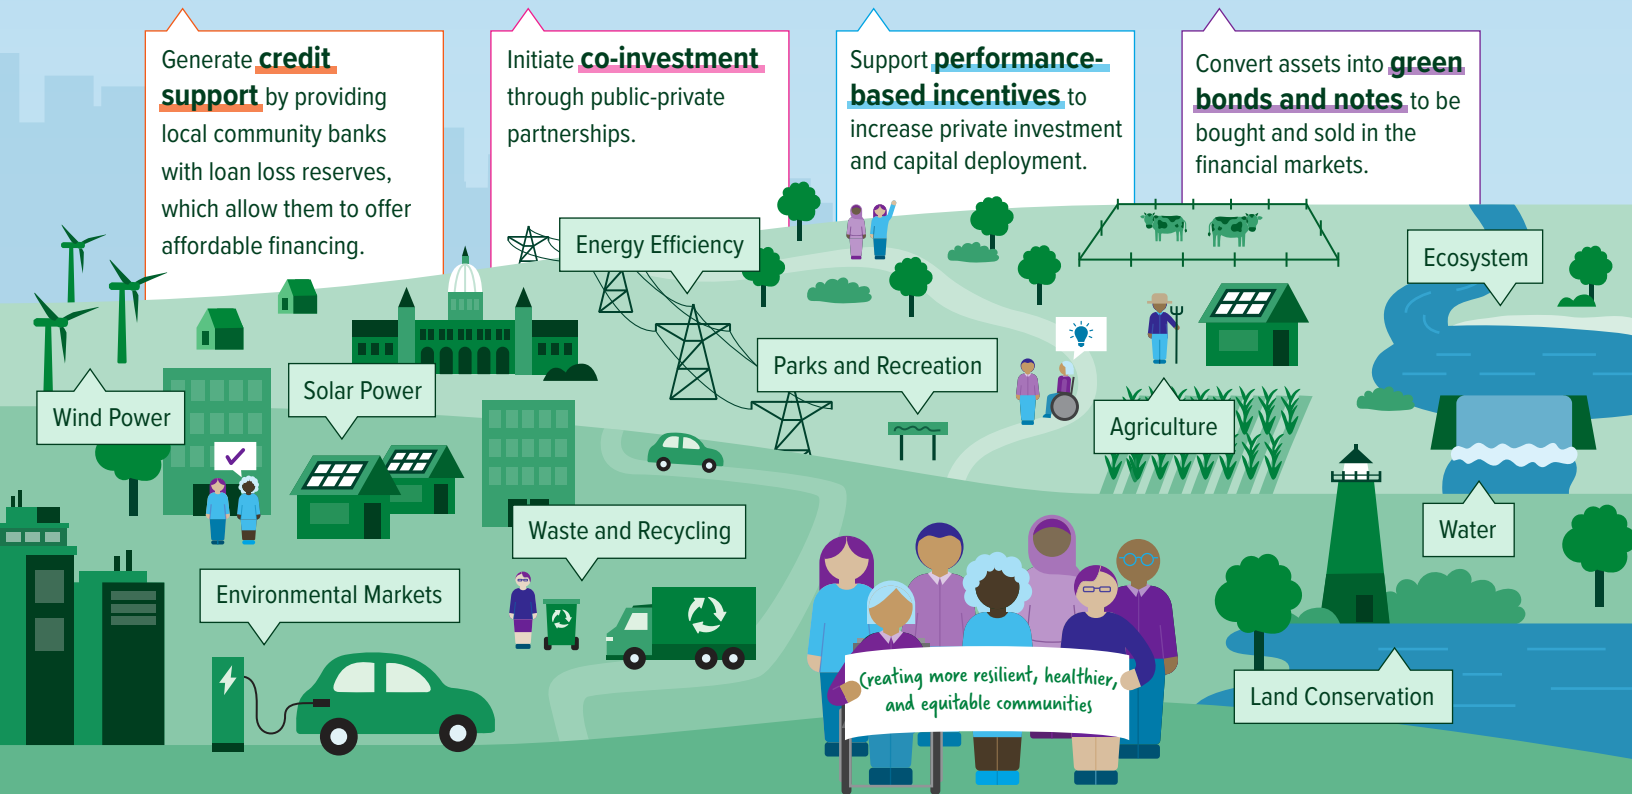 Generate credit
support by providing
local community banks
with loan loss reserves,
which allow them to offer
affordable financing.
Initiate co-investment
through public-private
partnerships.
Support performance-
based incentives to
increase private investment
and capital deployment.
Convert assets into green
bonds and notes to be
bought and sold in the
financial markets.
Energy Efficiency
Ecosystem
Parks and Recreation
Solar Power
Wind Power
Agriculture
Waste and Recycling
Water
Environmental Markets
Creating more resilient, healthier,
and equitable communities
Land Conservation